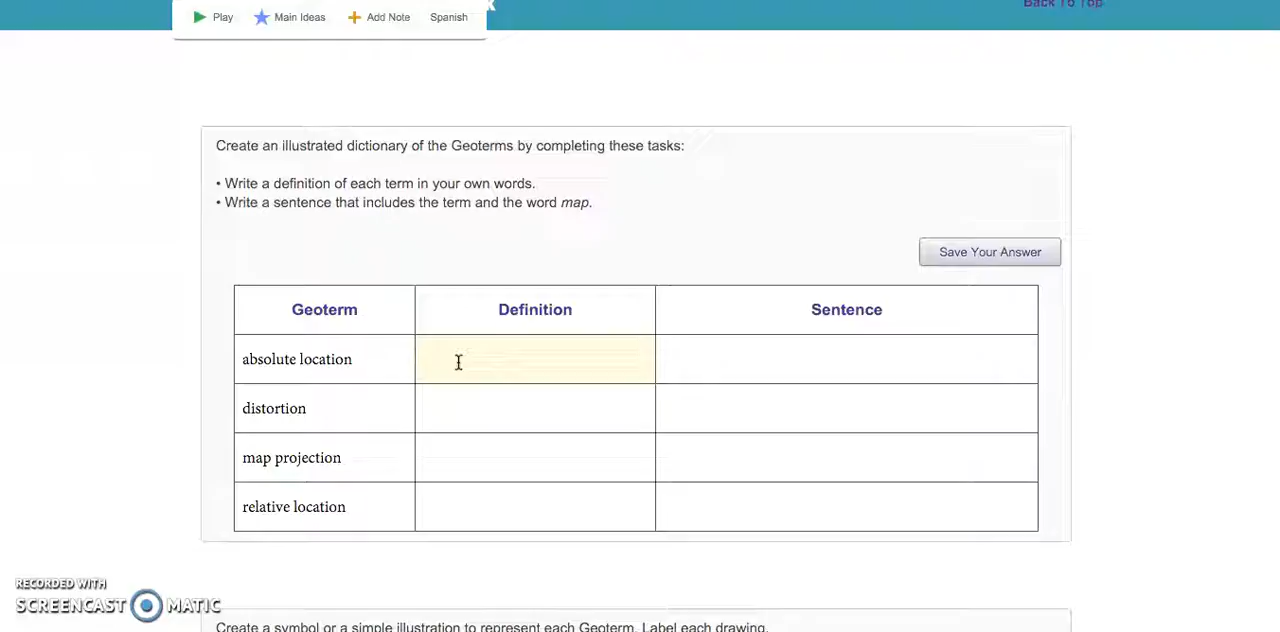 Back To Top
Play Main Ideas Add Note Spanish x
Create an illustrated dictionary of the Geoterms by completing these tasks:
• Write a definition of each term in your own words.
• Write a sentence that includes the term and the word map.
Save Your Answer
Geoterm Definition Sentence
absolute location
distortion
map projection
relative location
RECORDED WITH
SCREENCAST MATIC
Create a symbol or a simple illustration to represent each Geoterm. Label each drawing.